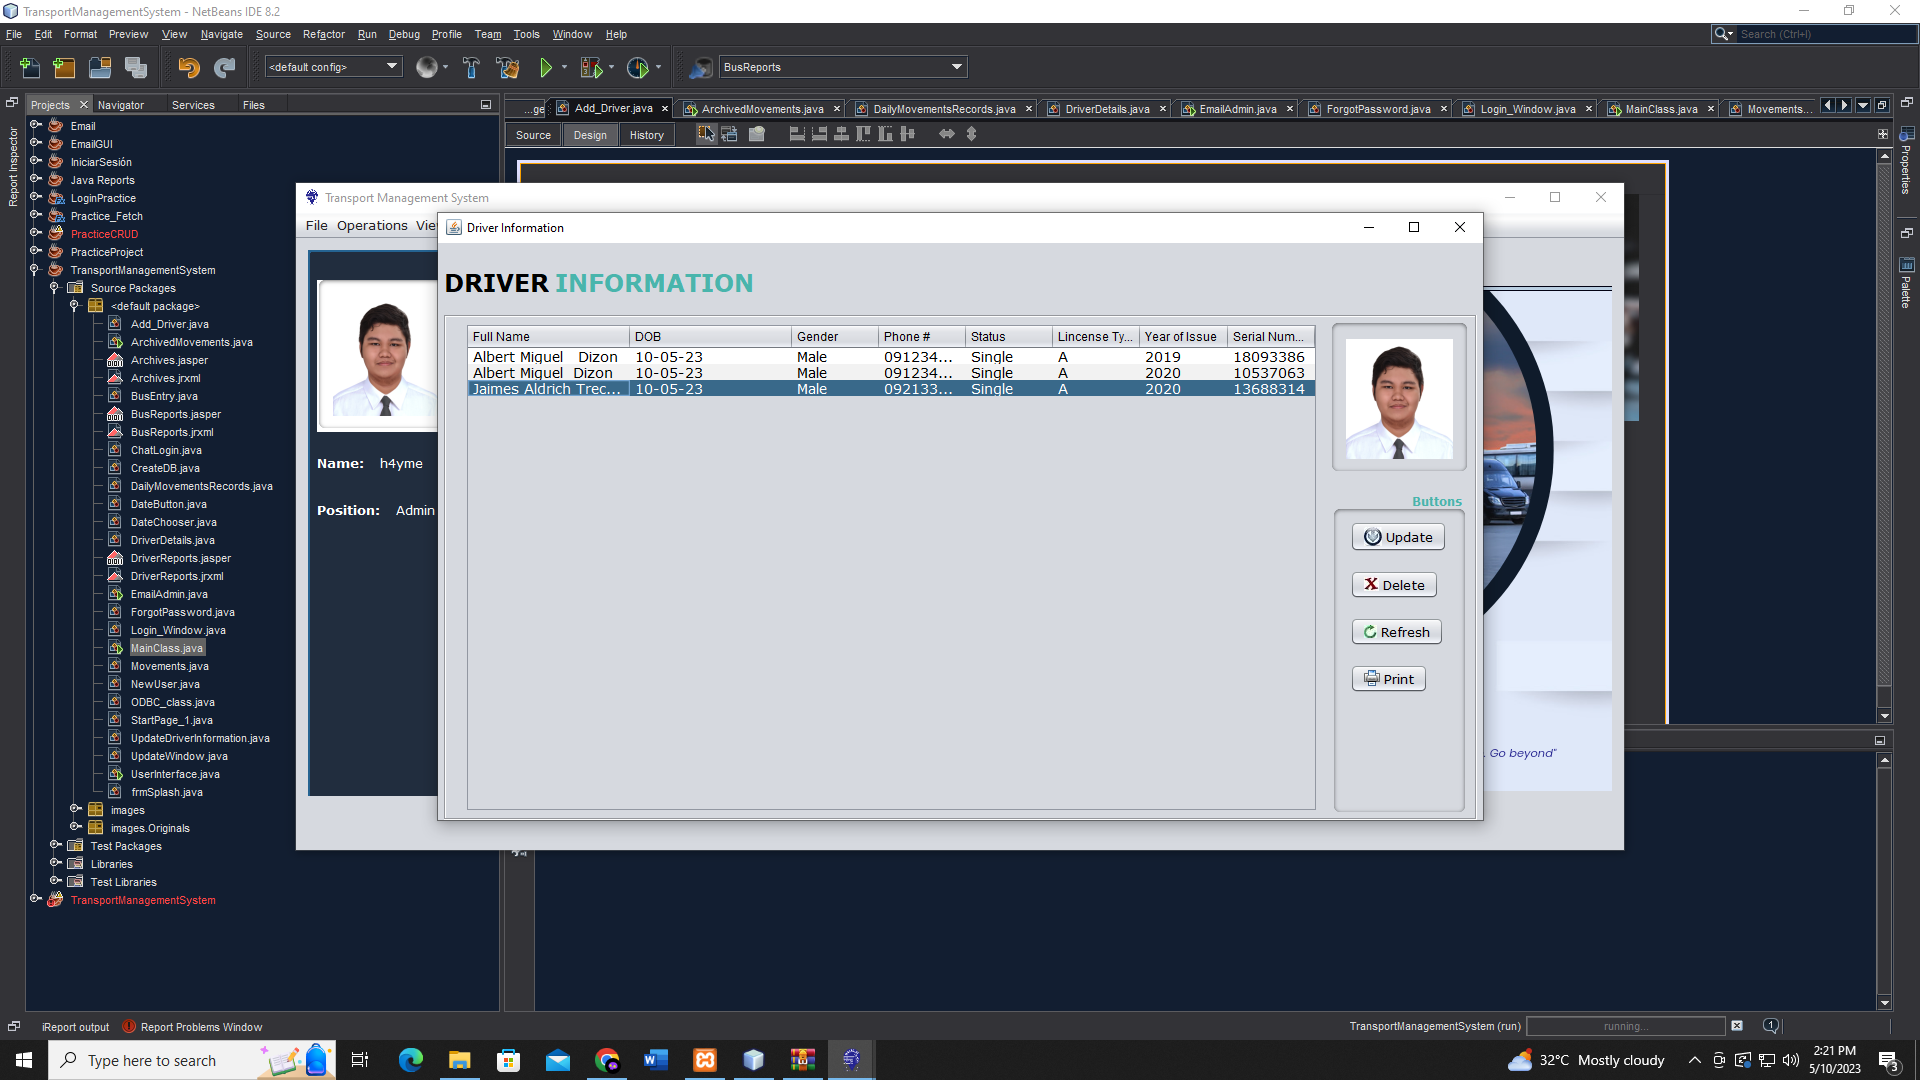 TransportManagementSystem - NetBeans IDE 8.2
File Edit Format Preview View Navigate Source Refactor Run Debug Profile Team Tools Window Help
Search (Ctrl+I)
<default config>
BusReports
Projects Navigator Services Files
...ge Add_Driver.java ArchivedMovements.java DailyMovementsRecords.java DriverDetails.java EmailAdmin.java ForgotPassword.java Login_Window.java MainClass.java Movements...
Source Design History
Report Inspector
Properties
Palette
Email
EmailGUI
IniciarSesión
Java Reports
LoginPractice
Practice_Fetch
PracticeCRUD
PracticeProject
TransportManagementSystem
Source Packages
<default package>
Add_Driver.java
ArchivedMovements.java
Archives.jasper
Archives.jrxml
BusEntry.java
BusReports.jasper
BusReports.jrxml
ChatLogin.java
CreateDB.java
DailyMovementsRecords.java
DateButton.java
DateChooser.java
DriverDetails.java
DriverReports.jasper
DriverReports.jrxml
EmailAdmin.java
ForgotPassword.java
Login_Window.java
MainClass.java
Movements.java
NewUser.java
ODBC_class.java
StartPage_1.java
UpdateDriverInformation.java
UpdateWindow.java
UserInterface.java
frmSplash.java
images
images.Originals
Test Packages
Libraries
Test Libraries
TransportManagementSystem
Transport Management System
File Operations Vie
Name: h4yme
Position: Admin
Driver Information
DRIVER INFORMATION
Full Name DOB Gender Phone # Status Lincense Ty... Year of Issue Serial Num...
Albert Miguel Dizon 10-05-23 Male 091234... Single A 2019 18093386
Albert Miguel Dizon 10-05-23 Male 091234... Single A 2020 10537063
Jaimes Aldrich Trec... 10-05-23 Male 092133... Single A 2020 13688314
Buttons
Update
Delete
Refresh
Print
. Go beyond"
iReport output Report Problems Window
TransportManagementSystem (run) running... 1
Type here to search
32°C Mostly cloudy
2:21 PM
5/10/2023
3